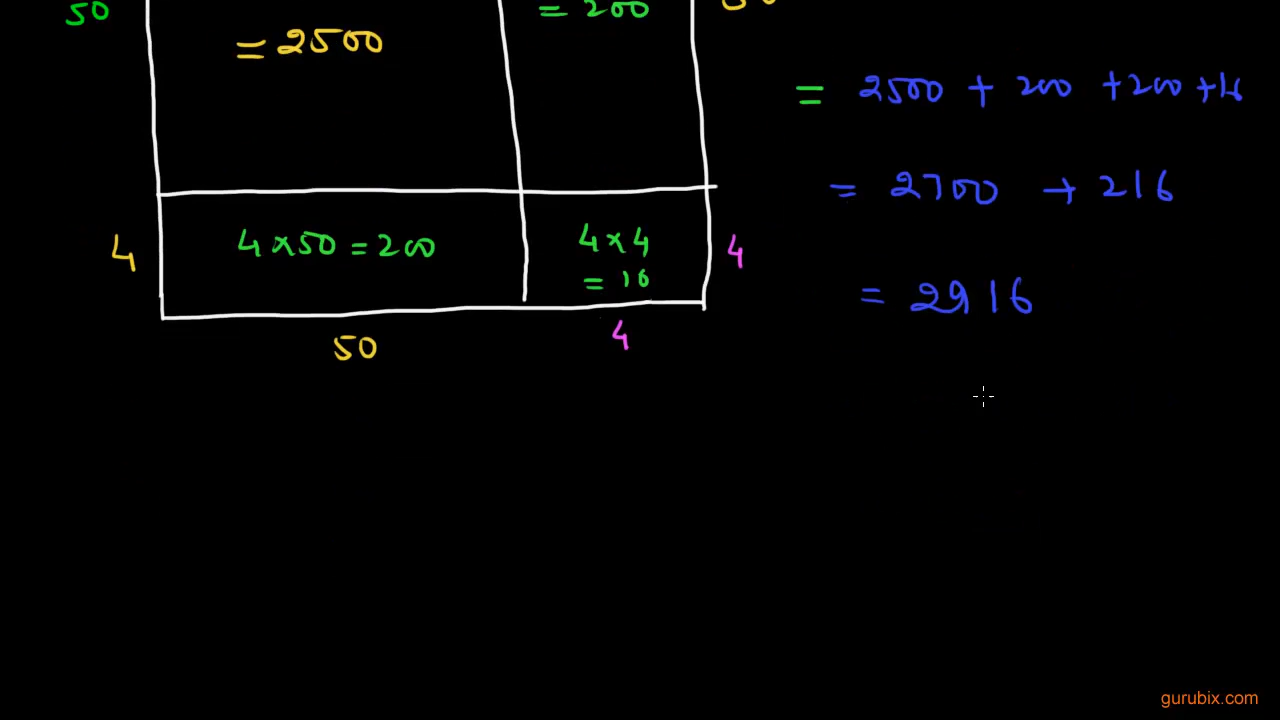 50
= 2500
= 200
50
= 2500 + 200 + 200 + 16
= 2700 + 216
= 2916
4
4 × 50 = 200
4 × 4
= 16
4
50
4
gurubix.com